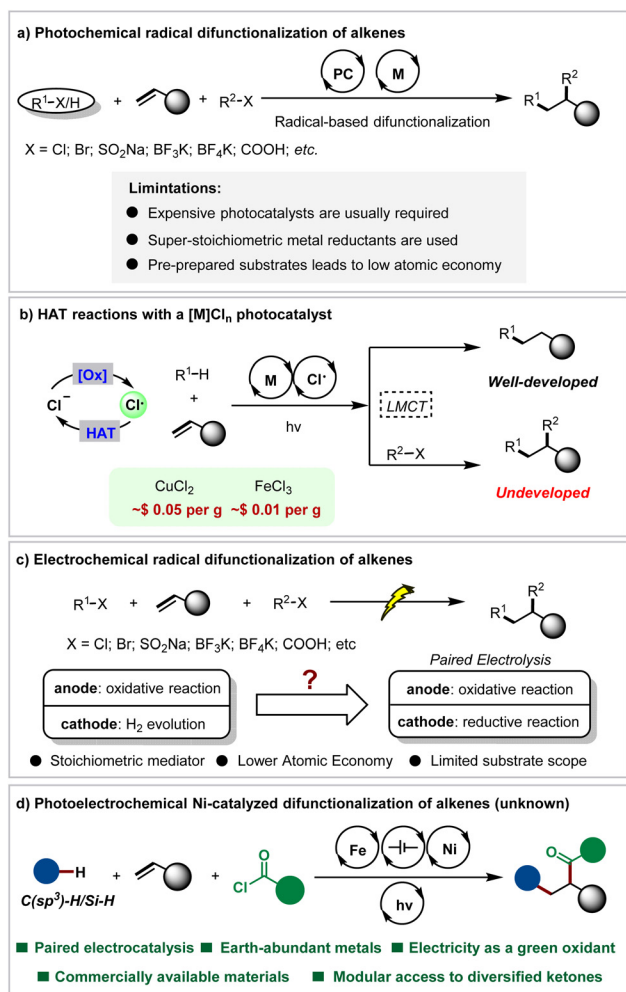 a) Photochemical radical difunctionalization of alkenes
R¹–X/H + + R²–X
PC M
Radical-based difunctionalization
R¹ R²
X = Cl; Br; SO₂Na; BF₃K; BF₄K; COOH; etc.
Limintations:
● Expensive photocatalysts are usually required
● Super-stoichiometric metal reductants are used
● Pre-prepared substrates leads to low atomic economy
b) HAT reactions with a [M]Clₙ photocatalyst
[Ox]
Cl⁻ Cl•
HAT
R¹–H
+
M Cl•
hv
LMCT
R¹
Well-developed
R²–X
R¹ R²
Undeveloped
CuCl₂ FeCl₃
~$ 0.05 per g ~$ 0.01 per g
c) Electrochemical radical difunctionalization of alkenes
R¹–X + + R²–X
R¹ R²
X = Cl; Br; SO₂Na; BF₃K; BF₄K; COOH; etc
Paired Electrolysis
anode: oxidative reaction
cathode: H₂ evolution
?
anode: oxidative reaction
cathode: reductive reaction
● Stoichiometric mediator ● Lower Atomic Economy ● Limited substrate scope
d) Photoelectrochemical Ni-catalyzed difunctionalization of alkenes (unknown)
H + + Cl O
C(sp³)-H/Si-H
Fe Ni
hv
O
■ Paired electrocatalysis ■ Earth-abundant metals ■ Electricity as a green oxidant
■ Commercially available materials ■ Modular access to diversified ketones